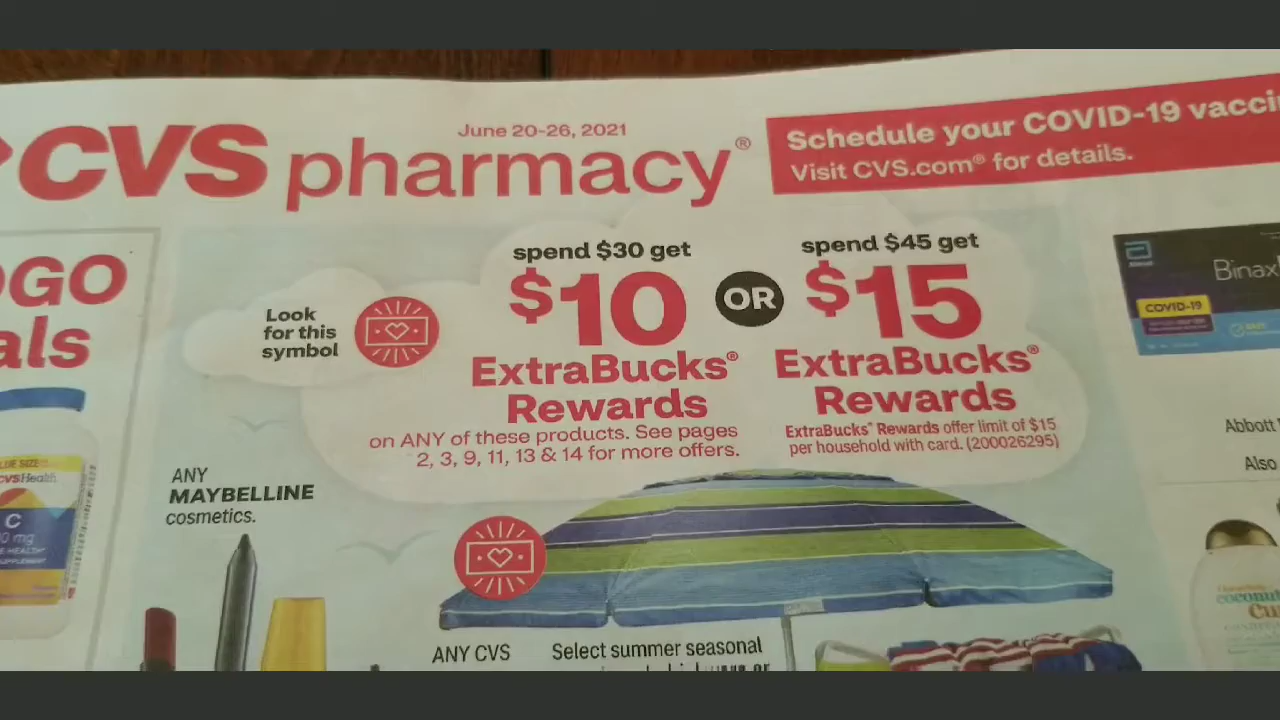 CVS pharmacy®
June 20-26, 2021
Schedule your COVID-19
Visit CVS.com® for details.
spend $30 get
$10
ExtraBucks®
Rewards
on ANY of these products. See pages
2, 3, 9, 11, 13 & 14 for more offers.
OR
spend $45 get
$15
ExtraBucks®
Rewards
ExtraBucks® Rewards offer limit of $15
per household with card. (200026295)
Look
for this
symbol
ANY
MAYBELLINE
cosmetics.
ANY CVS
Select summer seasonal
CVSHealth
C
COVID-19
Abbott
Also